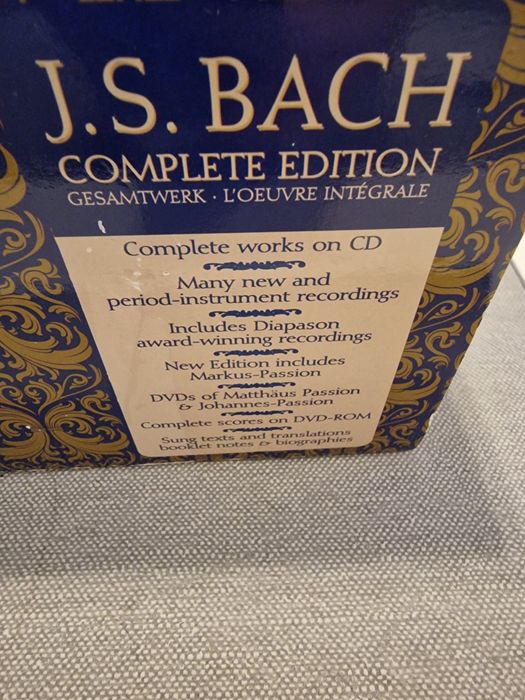 J.S. BACH
COMPLETE EDITION
GESAMTWERK · L'OEUVRE INTÉGRALE
Complete works on CD
Many new and
period-instrument recordings
Includes Diapason
award-winning recordings
New Edition includes
Markus-Passion
DVDs of Matthäus Passion
& Johannes-Passion
Complete scores on DVD-ROM
Sung texts and translations
booklet notes & biographies